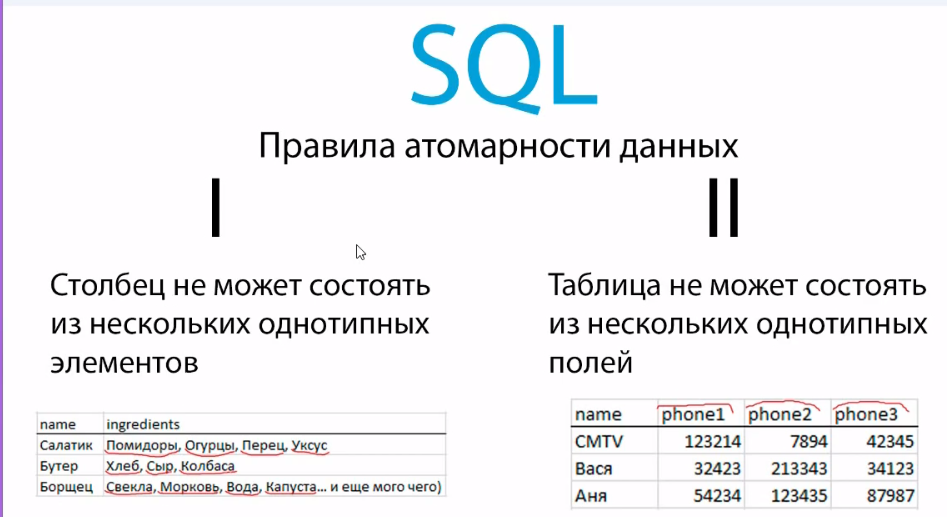 SQL
Правила атомарности данных
I
II
Столбец не может состоять
из нескольких однотипных
элементов
Таблица не может состоять
из нескольких однотипных
полей
name ingredients
Салатик Помидоры, Огурцы, Перец, Уксус
Бутер Хлеб, Сыр, Колбаса
Борщец Свекла, Морковь, Вода, Капуста... и еще мого чего)
name phone1 phone2 phone3
CMTV 123214 7894 42345
Вася 32423 213343 34123
Аня 54234 123435 87987